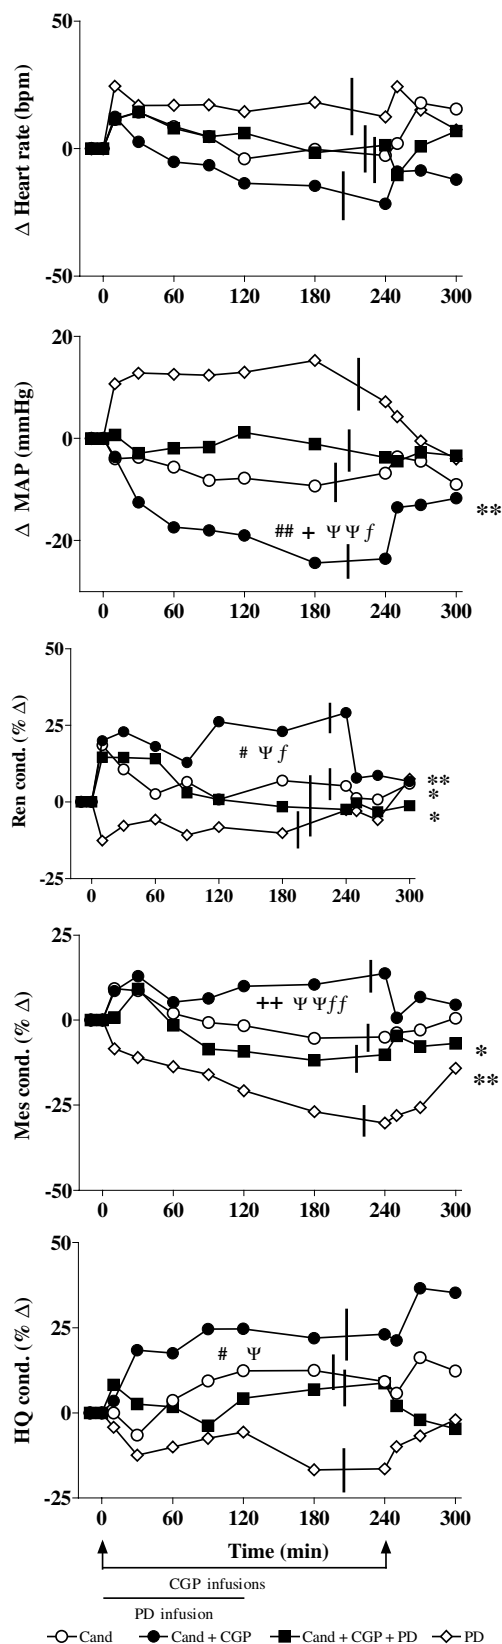 50
25
0
-50
Δ Heart rate (bpm)
0 60 120 180 240 300
20
0
-20
Δ MAP (mmHg)
## + Ψ Ψ f
**
0 60 120 180 240 300
50
25
0
-25
Ren cond. (% Δ)
# Ψ f
**
*
*
0 60 120 180 240 300
25
0
-25
-50
Mes cond. (% Δ)
++ Ψ Ψ ff
*
**
0 60 120 180 240 300
50
25
0
-25
HQ cond. (% Δ)
# Ψ
0 60 120 180 240 300
Time (min)
CGP infusions
PD infusion
Cand Cand + CGP Cand + CGP + PD PD